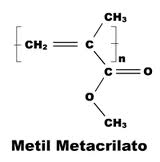 CH₃
CH₂ C
n
C O
O
CH₃
Metil Metacrilato